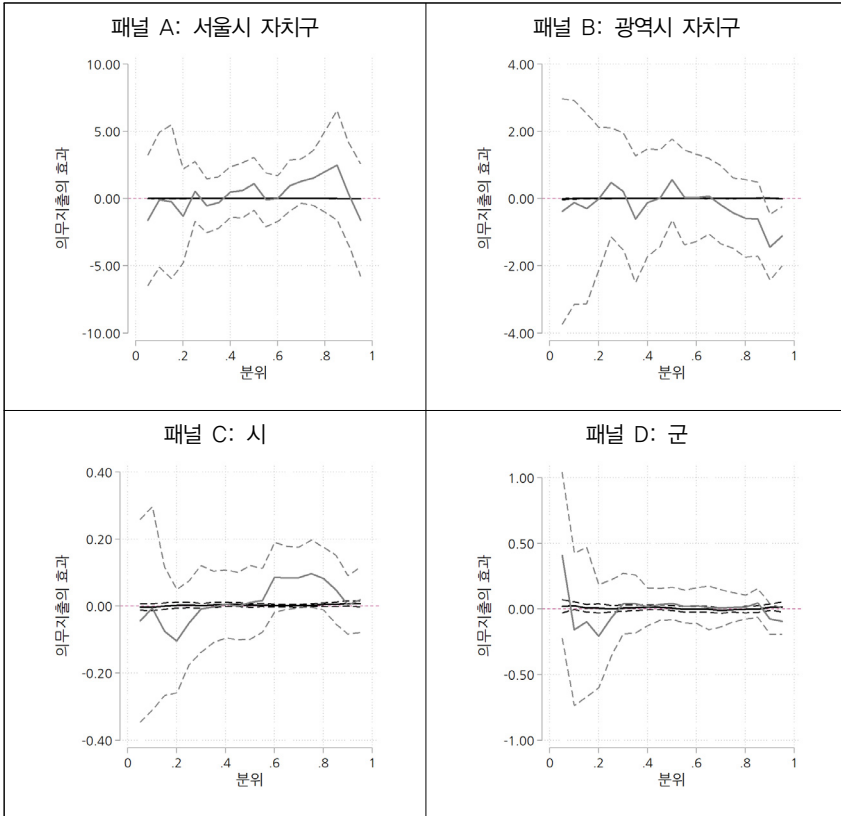 패널 A: 서울시 자치구
10.00
5.00
0.00
-5.00
-10.00
의무지출의 효과
0 .2 .4 .6 .8 1
분위
패널 B: 광역시 자치구
4.00
2.00
0.00
-2.00
-4.00
의무지출의 효과
0 .2 .4 .6 .8 1
분위
패널 C: 시
0.40
0.20
0.00
-0.20
-0.40
의무지출의 효과
0 .2 .4 .6 .8 1
분위
패널 D: 군
1.00
0.50
0.00
-0.50
-1.00
의무지출의 효과
0 .2 .4 .6 .8 1
분위